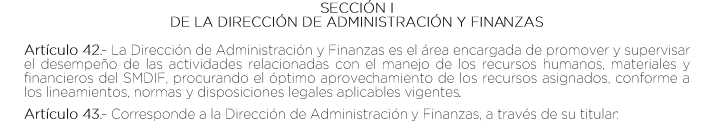 SECCIÓN I
DE LA DIRECCIÓN DE ADMINISTRACIÓN Y FINANZAS
Artículo 42.- La Dirección de Administración y Finanzas es el área encargada de promover y supervisar
el desempeño de las actividades relacionadas con el manejo de los recursos humanos, materiales y
financieros del SMDIF, procurando el óptimo aprovechamiento de los recursos asignados, conforme a
los lineamientos, normas y disposiciones legales aplicables vigentes.
Artículo 43.- Corresponde a la Dirección de Administración y Finanzas, a través de su titular: